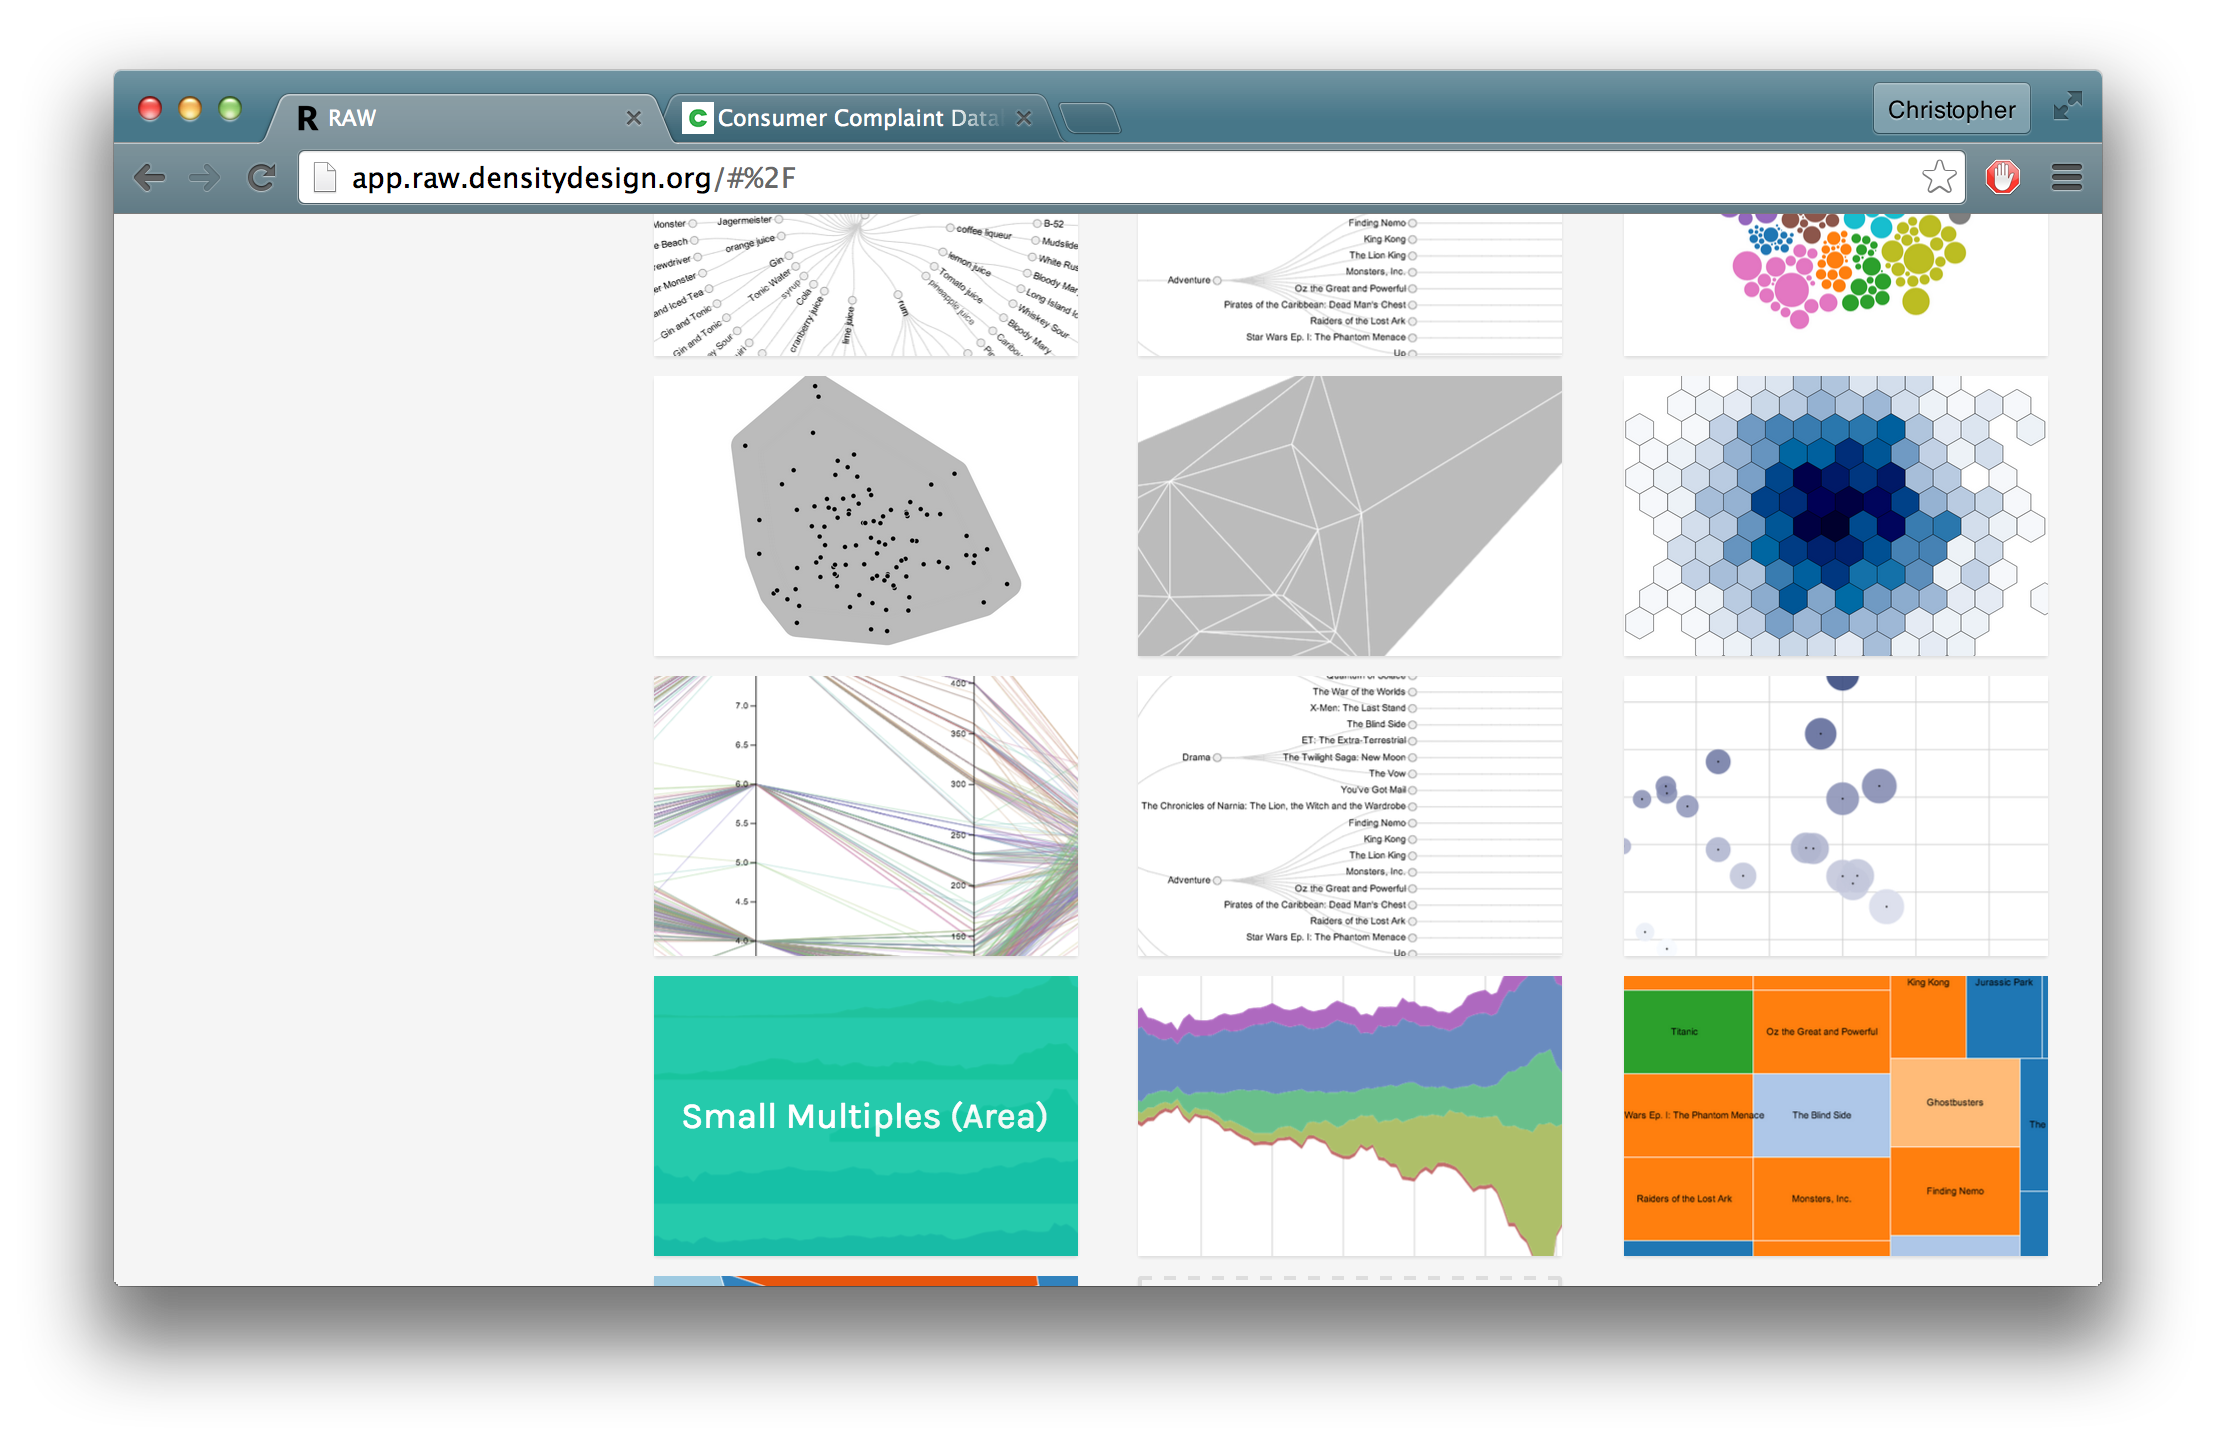 RAW
Consumer Complaint Data
Christopher
app.raw.densitydesign.org/#%2F
Monster
Jagermeister
e Beach
orange juice
rewdriver
er Monster
Gin
and Iced Tea
Tonic Water
Gin and Tonic
syrup
Cola
Gin and Tonic
cranberry juice
ey Sour
lime juice
rum
coffee liqueur
B-52
Mudslide
lemon juice
White Rus
Tomato juice
Bloody Mar
pineapple juice
Long Island Ic
Whiskey Sour
Bloody Mary
Caribou
Finding Nemo
King Kong
The Lion King
Adventure
Monsters, Inc.
Oz the Great and Powerful
Pirates of the Caribbean: Dead Man's Chest
Raiders of the Lost Ark
Star Wars Ep. I: The Phantom Menace
Up
7.0
6.5
6.0
5.5
5.0
4.5
4.0
400
350
300
250
200
150
Quantum of Solace
The War of the Worlds
X-Men: The Last Stand
The Blind Side
ET: The Extra-Terrestrial
Drama
The Twilight Saga: New Moon
The Vow
You've Got Mail
The Chronicles of Narnia: The Lion, the Witch and the Wardrobe
Finding Nemo
King Kong
The Lion King
Monsters, Inc.
Adventure
Oz the Great and Powerful
Pirates of the Caribbean: Dead Man's Chest
Raiders of the Lost Ark
Star Wars Ep. I: The Phantom Menace
Up
Small Multiples (Area)
King Kong
Jurassic Park
Titanic
Oz the Great and Powerful
Wars Ep. I: The Phantom Menace
The Blind Side
Ghostbusters
The
Raiders of the Lost Ark
Monsters, Inc.
Finding Nemo